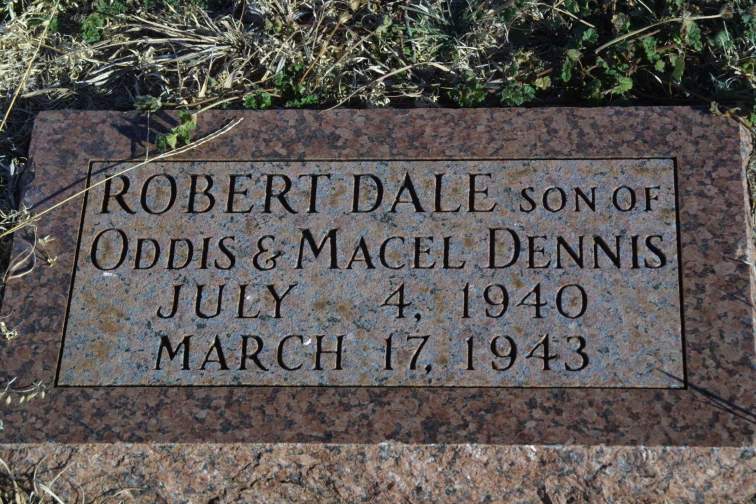 ROBERT DALE SON OF
ODDIS & MACEL DENNIS
JULY 4, 1940
MARCH 17, 1943